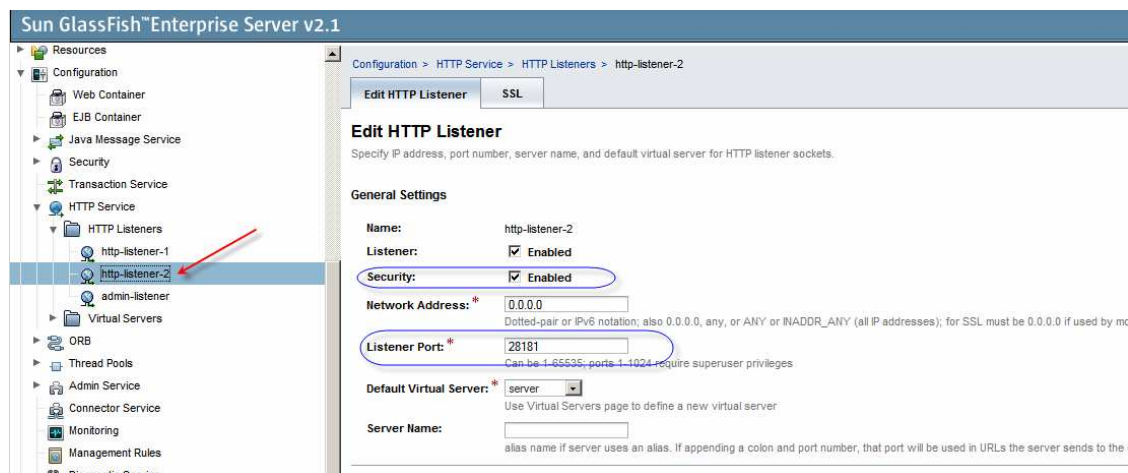 Sun GlassFish™ Enterprise Server v2.1
Resources
Configuration
Web Container
EJB Container
Java Message Service
Security
Transaction Service
HTTP Service
HTTP Listeners
http-listener-1
http-listener-2
admin-listener
Virtual Servers
ORB
Thread Pools
Admin Service
Connector Service
Monitoring
Management Rules
Configuration > HTTP Service > HTTP Listeners > http-listener-2
Edit HTTP Listener SSL
Edit HTTP Listener
Specify IP address, port number, server name, and default virtual server for HTTP listener sockets.
General Settings
Name: http-listener-2
Listener: Enabled
Security: Enabled
Network Address: * 0.0.0.0
Dotted-pair or IPv6 notation; also 0.0.0.0, any, or ANY or INADDR_ANY (all IP addresses); for SSL must be 0.0.0.0 if used by
Listener Port: * 28181
Can be 1-65535; ports 1-1024 require superuser privileges
Default Virtual Server: * server
Use Virtual Servers page to define a new virtual server
Server Name:
alias name if server uses an alias. If appending a colon and port number, that port will be used in URLs the server sends to the